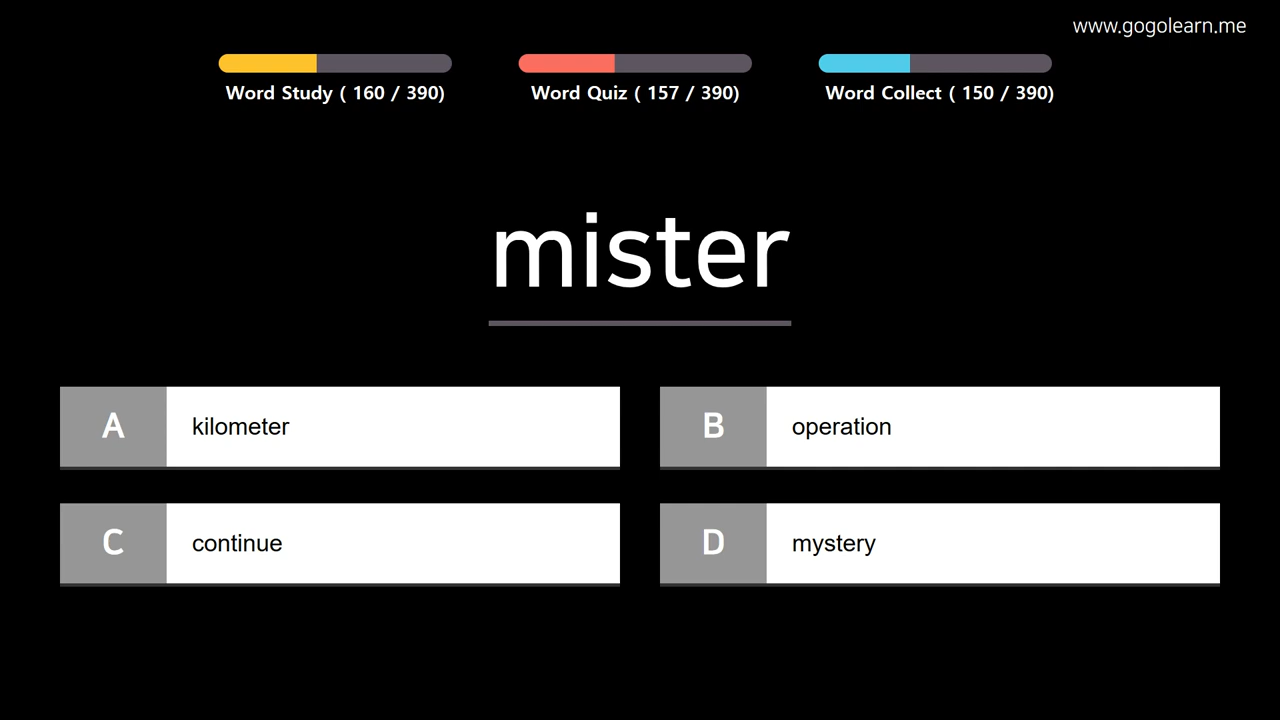 www.gogolearn.me
Word Study ( 160 / 390)
Word Quiz ( 157 / 390)
Word Collect ( 150 / 390)
mister
A kilometer
B operation
C continue
D mystery